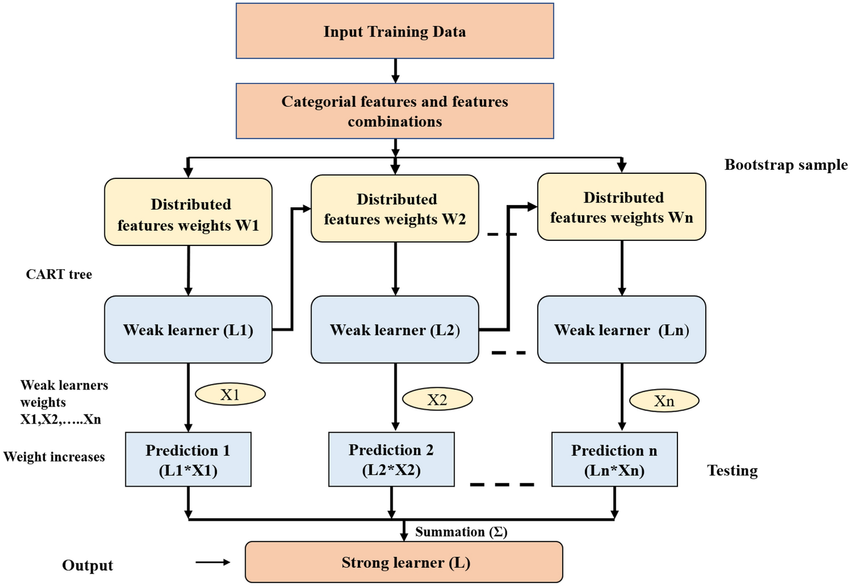 Input Training Data
Categorial features and features
combinations
Bootstrap sample
Distributed
features weights W1
Distributed
features weights W2
Distributed
features weights Wn
CART tree
Weak learner (L1)
Weak learner (L2)
Weak learner (Ln)
Weak learners
weights
X1,X2,.....Xn
X1
X2
Xn
Weight increases
Prediction 1
(L1*X1)
Prediction 2
(L2*X2)
Prediction n
(Ln*Xn)
Testing
Summation (Σ)
Output
Strong learner (L)